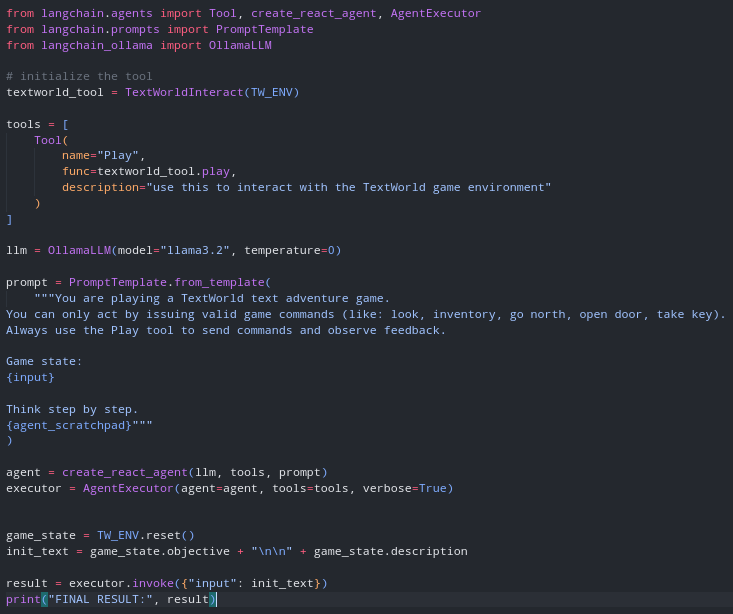 from langchain.agents import Tool, create_react_agent, AgentExecutor
from langchain.prompts import PromptTemplate
from langchain_ollama import OllamaLLM

# initialize the tool
textworld_tool = TextWorldInteract(TW_ENV)

tools = [
    Tool(
        name="Play",
        func=textworld_tool.play,
        description="use this to interact with the TextWorld game environment"
    )
]

llm = OllamaLLM(model="llama3.2", temperature=0)

prompt = PromptTemplate.from_template(
    """You are playing a TextWorld text adventure game.
You can only act by issuing valid game commands (like: look, inventory, go north, open door, take key).
Always use the Play tool to send commands and observe feedback.

Game state:
{input}

Think step by step.
{agent_scratchpad}"""
)

agent = create_react_agent(llm, tools, prompt)
executor = AgentExecutor(agent=agent, tools=tools, verbose=True)


game_state = TW_ENV.reset()
init_text = game_state.objective + "\n\n" + game_state.description

result = executor.invoke({"input": init_text})
print("FINAL RESULT:", result)